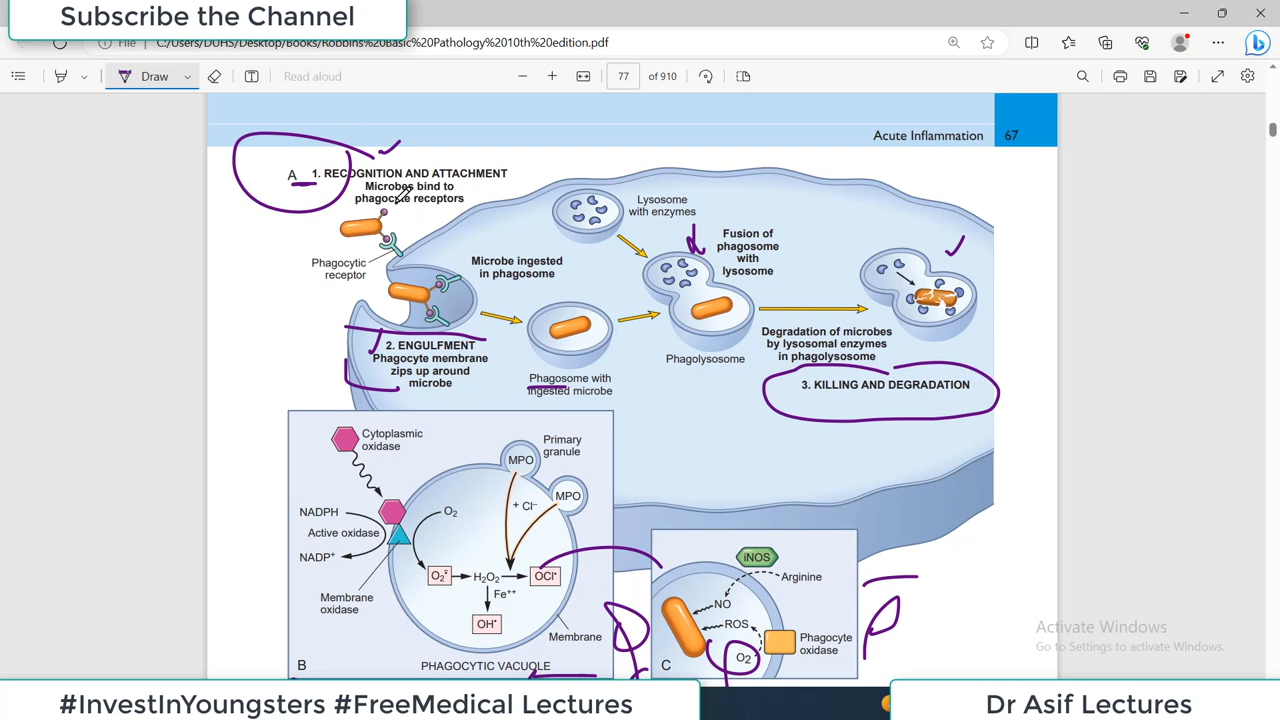 Subscribe the Channel
File
C:/Users/DUHS/Desktop/Books/Robbins%20Basic%20Pathology%2010th%20edition.pdf
Draw
Read aloud
77
of 910
Acute Inflammation 67
A
1. RECOGNITION AND ATTACHMENT
Microbes bind to
phagocytic receptors
Lysosome
with enzymes
Fusion of
phagosome
with
lysosome
Phagocytic
receptor
Microbe ingested
in phagosome
2. ENGULFMENT
Phagocyte membrane
zips up around
microbe
Phagosome with
ingested microbe
Phagolysosome
Degradation of microbes
by lysosomal enzymes
in phagolysosome
3. KILLING AND DEGRADATION
Cytoplasmic
oxidase
Primary
granule
MPO
MPO
+ Cl–
NADPH
Active oxidase
NADP+
O2
O2•̄
H2O2
OCl•
Fe++
OH•
Membrane
oxidase
Membrane
B
PHAGOCYTIC VACUOLE
iNOS
Arginine
NO
ROS
O2
Phagocyte
oxidase
C
Activate Windows
Go to Settings to activate Windows.
#InvestInYoungsters #FreeMedical Lectures
Dr Asif Lectures